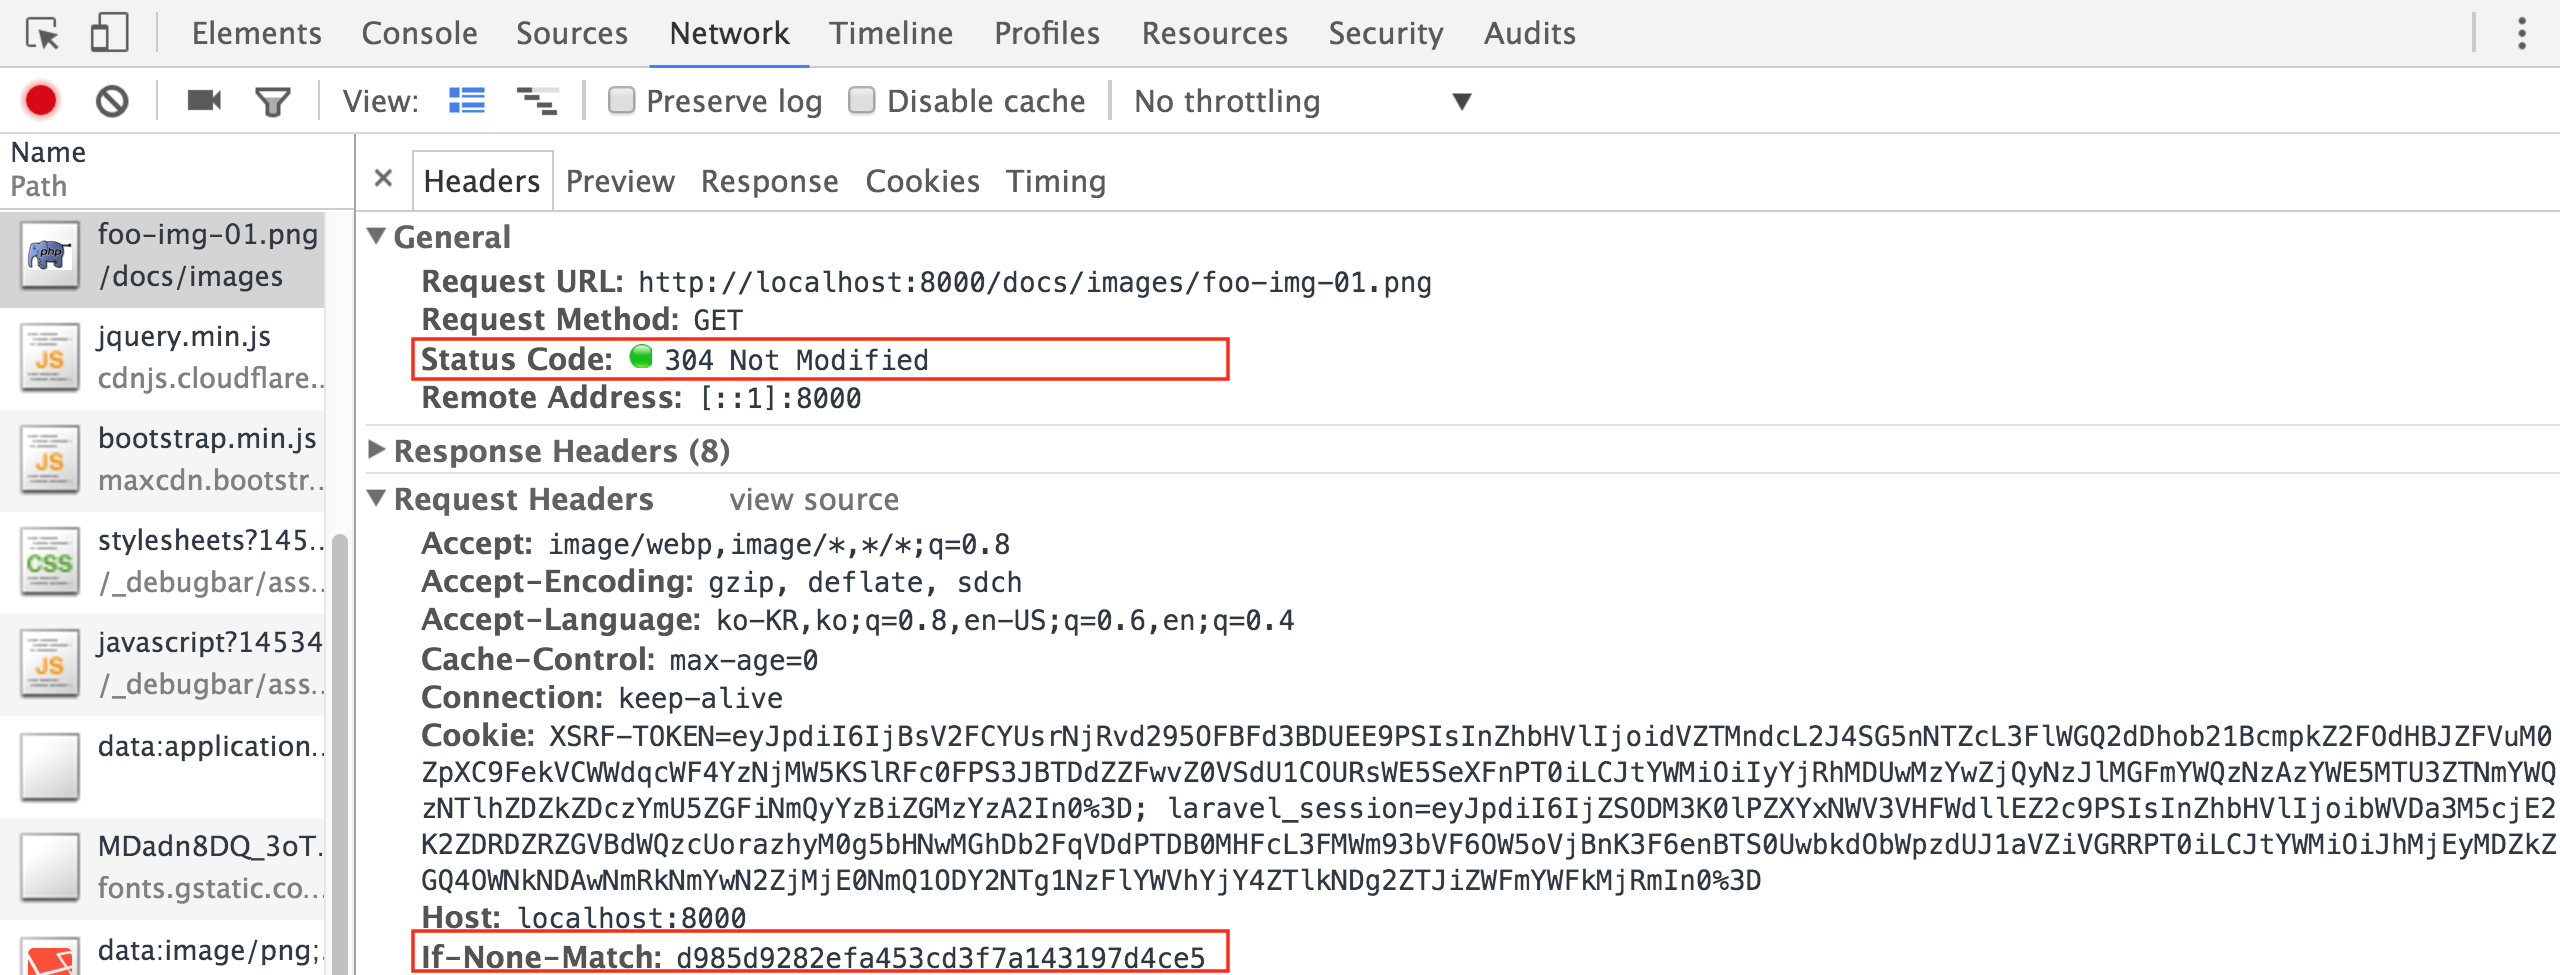 Elements Console Sources Network Timeline Profiles Resources Security Audits
View: Preserve log Disable cache No throttling
Name
Path
foo-img-01.png
/docs/images
jquery.min.js
cdnjs.cloudflare..
bootstrap.min.js
maxcdn.bootstr..
stylesheets?145..
/_debugbar/ass..
javascript?14534
/_debugbar/ass..
data:application..
MDadn8DQ_3oT.
fonts.gstatic.co...
data:image/png;.
× Headers Preview Response Cookies Timing
General
Request URL: http://localhost:8000/docs/images/foo-img-01.png
Request Method: GET
Status Code: 304 Not Modified
Remote Address: [::1]:8000
Response Headers (8)
Request Headers view source
Accept: image/webp,image/*,*/*;q=0.8
Accept-Encoding: gzip, deflate, sdch
Accept-Language: ko-KR,ko;q=0.8,en-US;q=0.6,en;q=0.4
Cache-Control: max-age=0
Connection: keep-alive
Cookie: XSRF-TOKEN=eyJpdiI6IjBsV2FCYUsrNjRvd295OFBFd3BDUEE9PSIsInZhbHVlIjoidVZTMndcL2J4SG5nNTZcL3FlWGQ2dDhob21BcmpkZ2FOdHBJZFVuM0
ZpXC9FekVCWWdqcWF4YzNjMW5KSlRFc0FPS3JBTDdZZFwvZ0VSdU1COURsWE5SeXFnPT0iLCJtYWMiOiIyYjRhMDUwMzYwZjQyNzJlMGFmYWQzNzAzYWE5MTU3ZTNmYWQ
zNTlhZDZkZDczYmU5ZGFiNmQyYzBiZGMzYzA2In0%3D; laravel_session=eyJpdiI6IjZSODM3K0lPZXYxNWV3VHFWdllEZ2c9PSIsInZhbHVlIjoibWVDa3M5cjE2
K2ZDRDZRZGVBdWQzcUorazhyM0g5bHNwMGhDb2FqVDdPTDB0MHFcL3FMWm93bVF6OW5oVjBnK3F6enBTS0UwbkdObWpzdUJ1aVZiVGRRPT0iLCJtYWMiOiJhMjEyMDZkZ
GQ4OWNkNDAwNmRkNmYwN2ZjMjE0NmQ1ODY2NTg1NzFlYWVhYjY4ZTlkNDg2ZTJiZWFmYWFkMjRmIn0%3D
Host: localhost:8000
If-None-Match: d985d9282efa453cd3f7a143197d4ce5